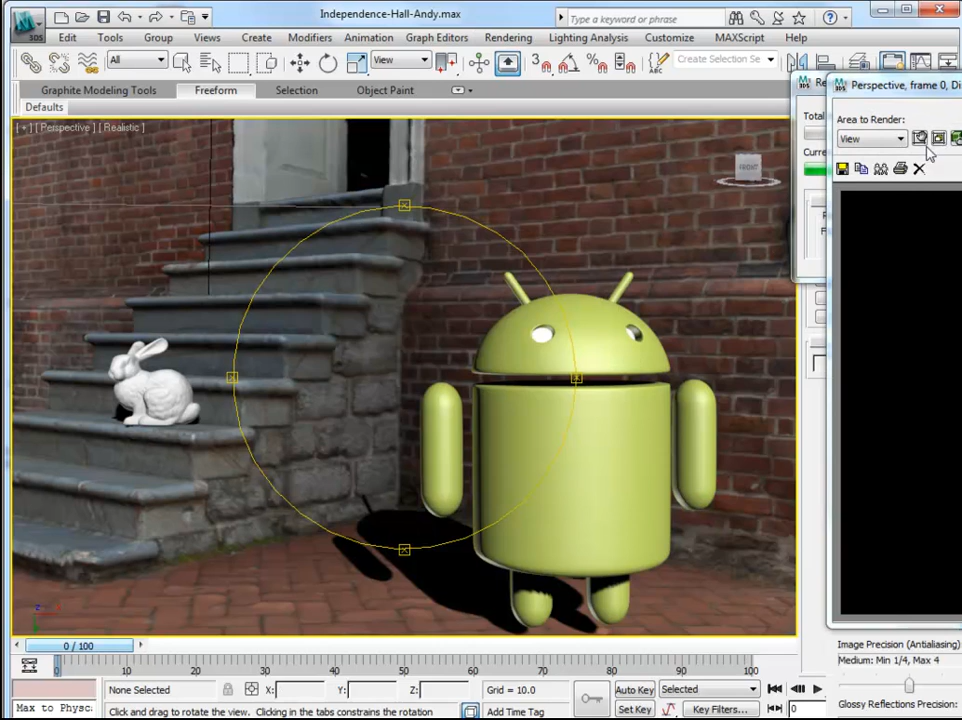 Independence-Hall-Andy.max
Type a keyword or phrase
3DS
Edit Tools Group Views Create Modifiers Animation Graph Editors Rendering Lighting Analysis Customize MAXScript Help
All
View
3
Create Selection Se
Graphite Modeling Tools Freeform Selection Object Paint
Defaults
[ + ] [ Perspective ] [ Realistic ]
Perspective, frame 0, Di
Total
Area to Render:
View
Curre
FRONT
z
0 / 100
0 10 20 30 40 50 60 70 80 90 100
Image Precision (Antialiasing)
Medium: Min 1/4, Max 4
Glossy Reflections Precision:
None Selected
X:
Y:
Z:
Grid = 10.0
Auto Key
Selected
Max to Physc
Click and drag to rotate the view. Clicking in the tabs constrains the rotation
Add Time Tag
Set Key
Key Filters...
0